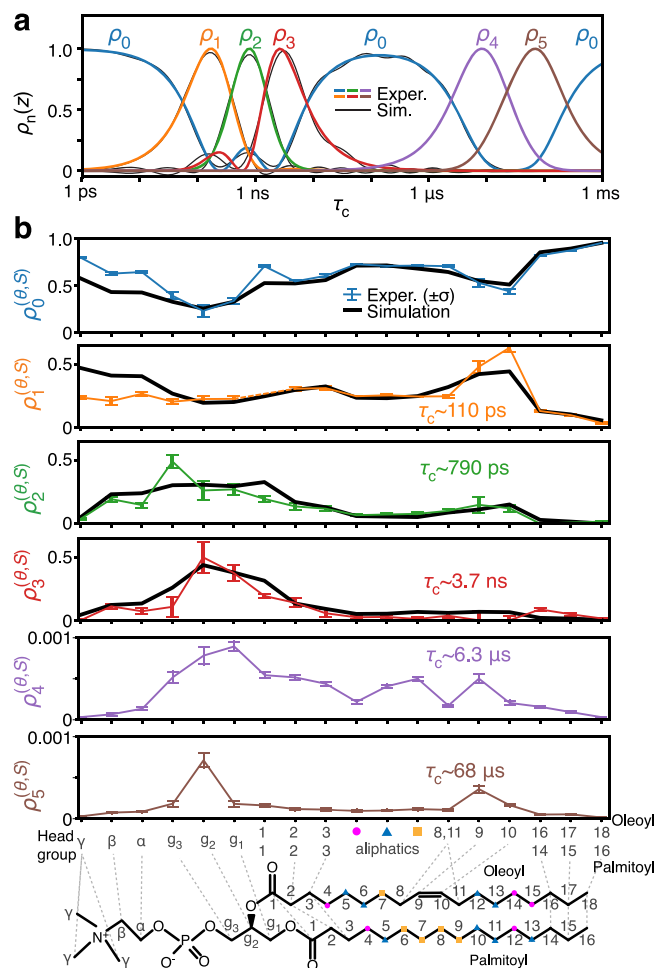 a
ρ0 ρ1 ρ2 ρ3 ρ0 ρ4 ρ5 ρ0
1.0
0.5
0
ρn(z)
Exper.
Sim.
1 ps 1 ns 1 µs 1 ms
τc
b
1.0
0.5
0
ρ0(θ,S)
Exper. (±σ)
Simulation
0.5
0
ρ1(θ,S)
τc~110 ps
0.5
0
ρ2(θ,S)
τc~790 ps
0.5
0
ρ3(θ,S)
τc~3.7 ns
0.001
0
ρ4(θ,S)
τc~6.3 µs
0.001
0
ρ5(θ,S)
τc~68 µs
Oleoyl
Head group
γ β α g3 g2 g1 1 2 3 8,11 9 10 16 17 18
1 2 3 aliphatics 14 15 16
Palmitoyl
Oleoyl
O
1 2 3 4 5 6 7 8 9 10 11 12 13 14 15 16 17 18
γ γ γ N+ β α O P O O- O g3 g2 g1 O O
1 2 3 4 5 6 7 8 9 10 11 12 13 14 15 16
Palmitoyl